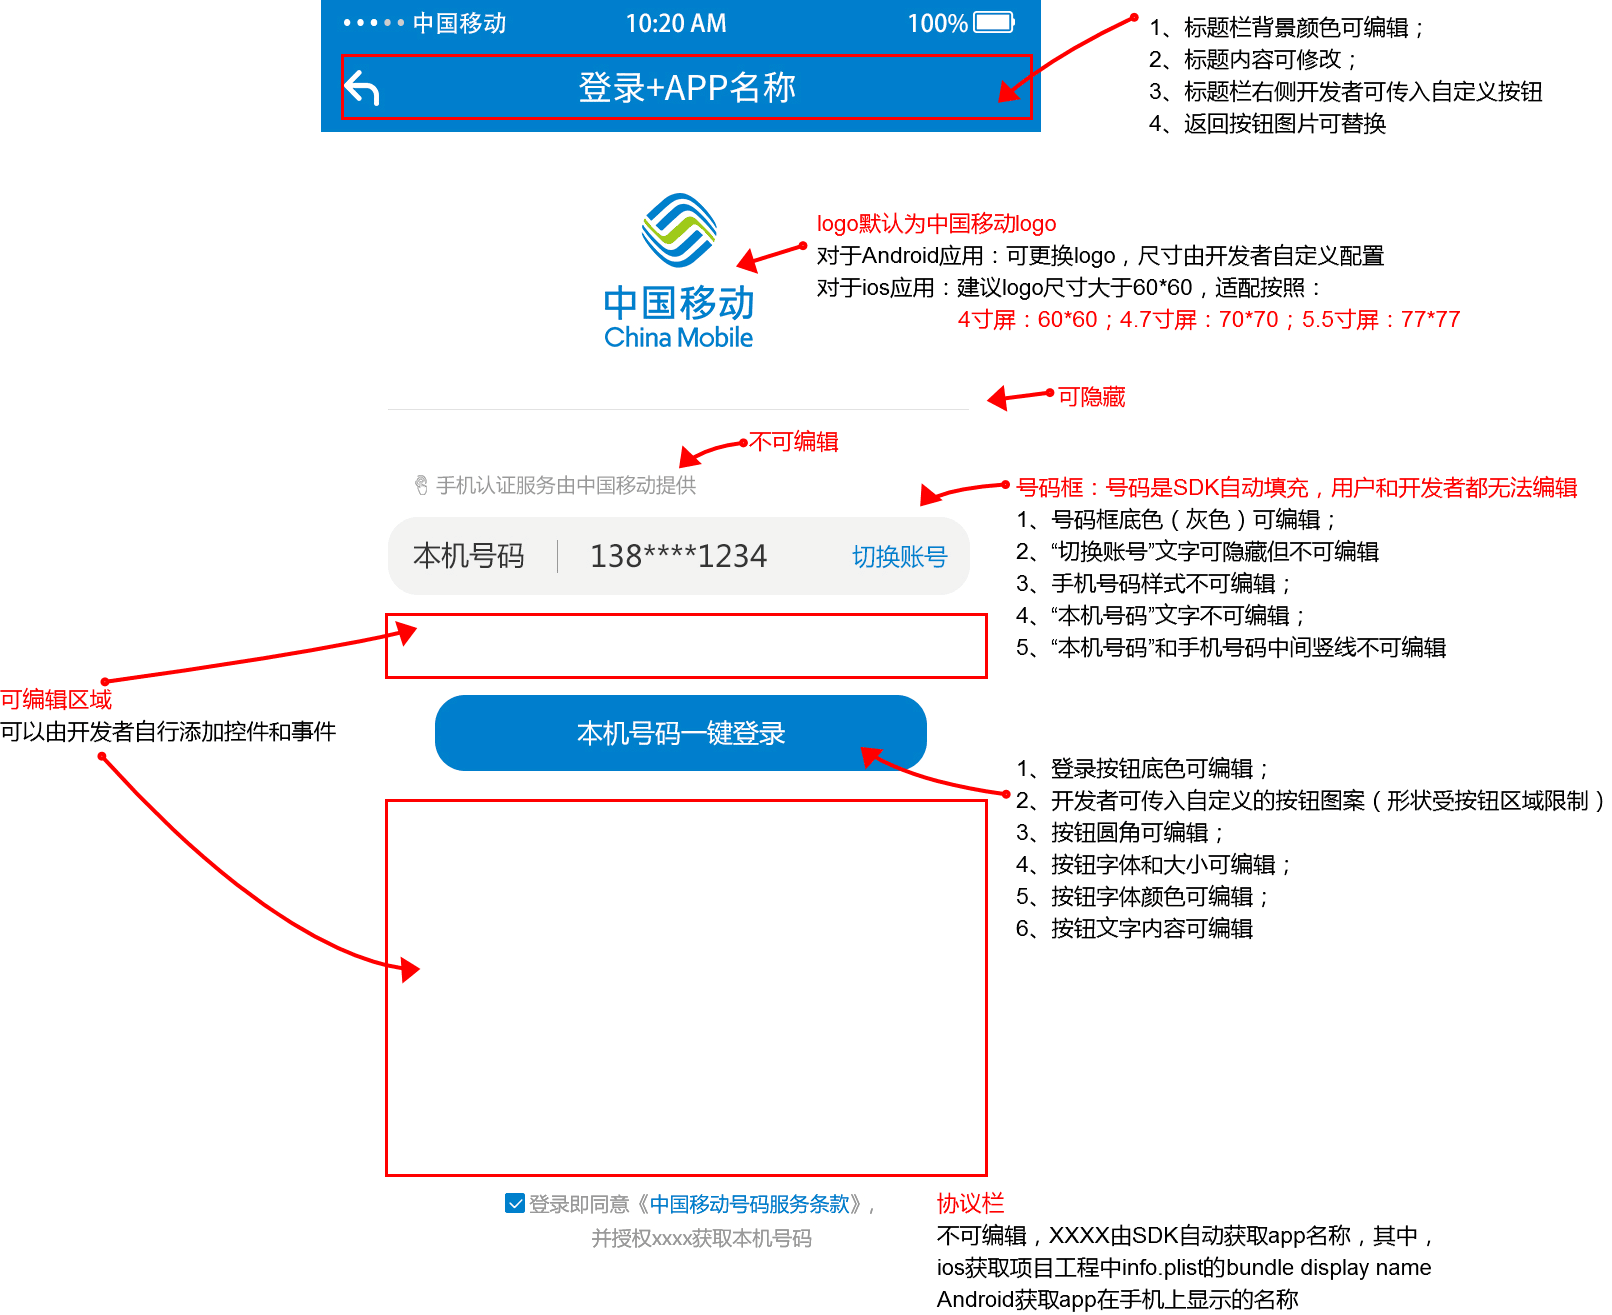 中国移动 10:20 AM 100%
登录+APP名称
1、标题栏背景颜色可编辑；
2、标题内容可修改；
3、标题栏右侧开发者可传入自定义按钮
4、返回按钮图片可替换
中国移动
China Mobile
logo默认为中国移动logo
对于Android应用：可更换logo，尺寸由开发者自定义配置
对于ios应用：建议logo尺寸大于60*60，适配按照：
4寸屏：60*60；4.7寸屏：70*70；5.5寸屏：77*77
可隐藏
不可编辑
手机认证服务由中国移动提供
本机号码 138****1234 切换账号
号码框：号码是SDK自动填充，用户和开发者都无法编辑
1、号码框底色（灰色）可编辑；
2、“切换账号”文字可隐藏但不可编辑
3、手机号码样式不可编辑；
4、“本机号码”文字不可编辑；
5、“本机号码”和手机号码中间竖线不可编辑
可编辑区域
可以由开发者自行添加控件和事件
本机号码一键登录
1、登录按钮底色可编辑；
2、开发者可传入自定义的按钮图案（形状受按钮区域限制）
3、按钮圆角可编辑；
4、按钮字体和大小可编辑；
5、按钮字体颜色可编辑；
6、按钮文字内容可编辑
登录即同意《中国移动号码服务条款》,
并授权xxxx获取本机号码
协议栏
不可编辑，XXXX由SDK自动获取app名称，其中，
ios获取项目工程中info.plist的bundle display name
Android获取app在手机上显示的名称